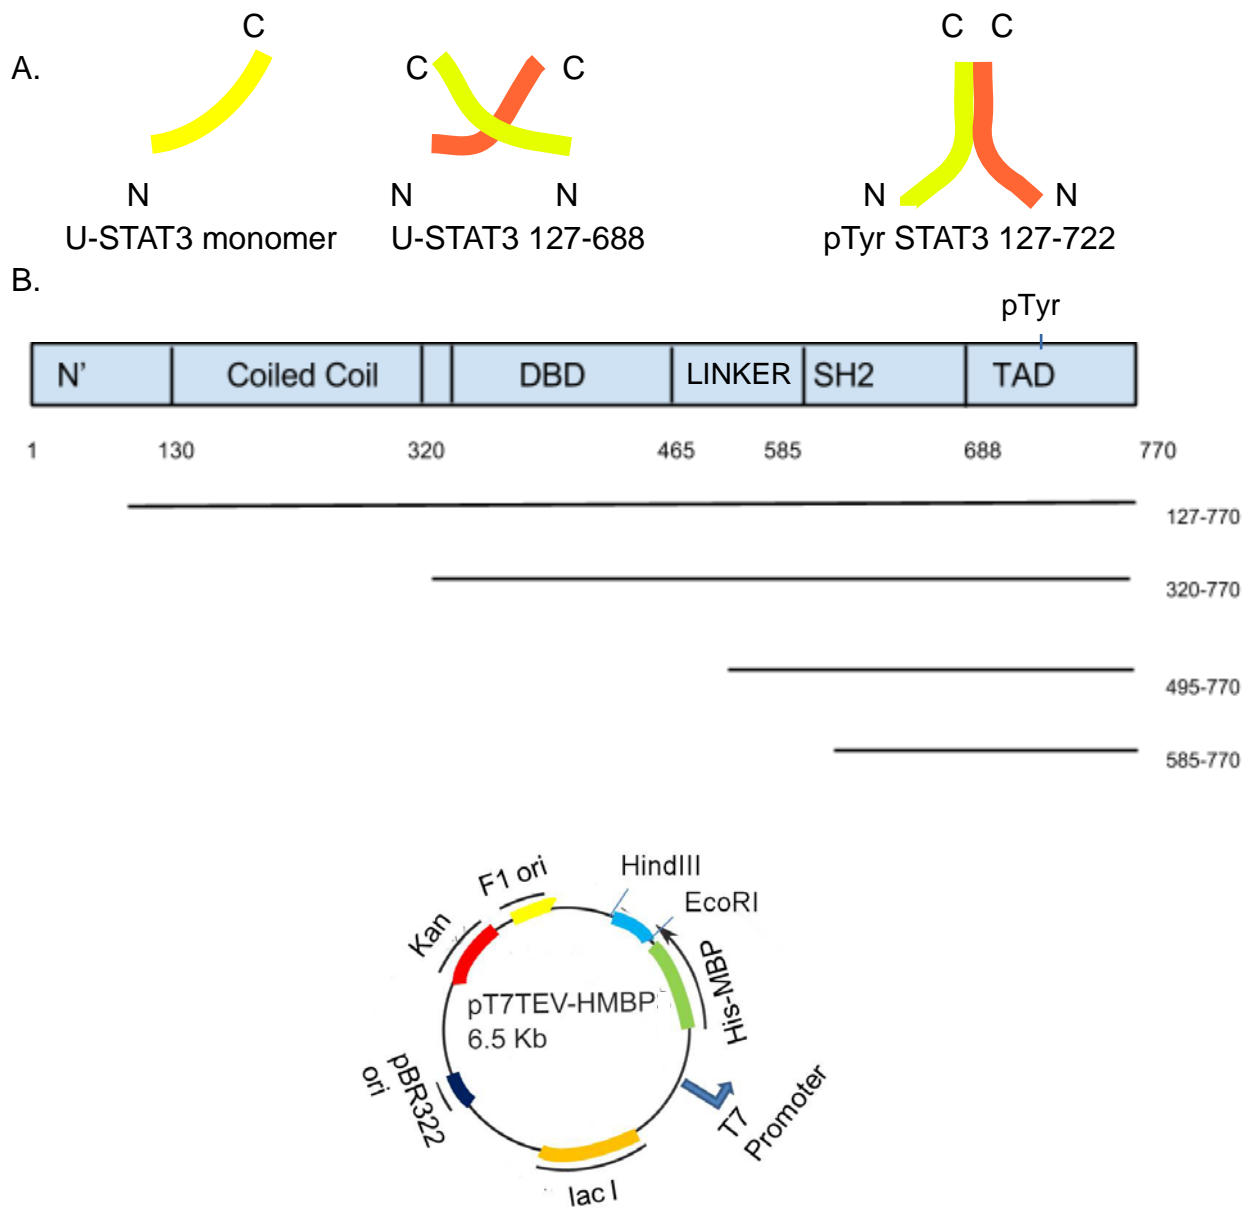 A.
C
N
U-STAT3 monomer
C
C
N
N
U-STAT3 127-688
C C
N
N
pTyr STAT3 127-722
B.
pTyr
N' Coiled Coil DBD LINKER SH2 TAD
1 130 320 465 585 688 770
127-770
320-770
495-770
585-770
F1 ori
HindIII
EcoRI
Kan
His-MBP
pT7TEV-HMBP
6.5 Kb
pBR322
ori
T7
Promoter
lac I